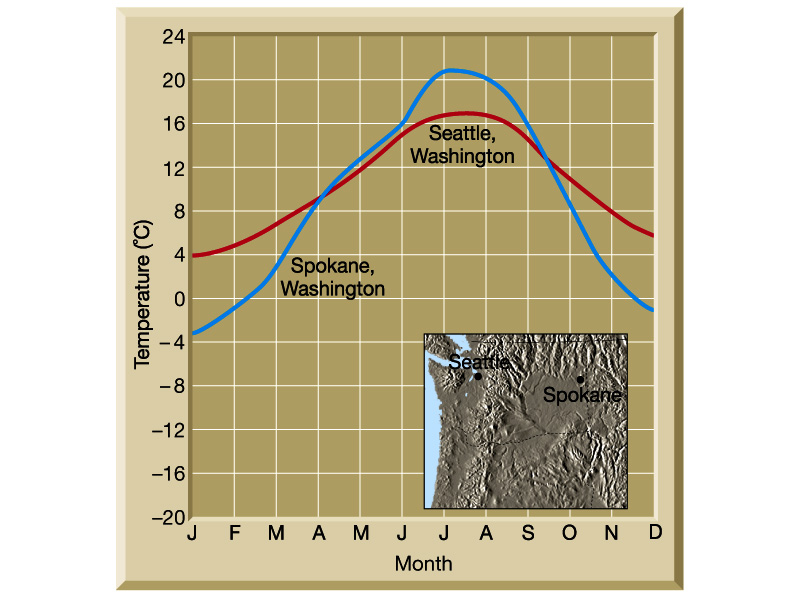 24
20
16
12
8
4
0
−4
−8
−12
−16
−20
Temperature (°C)
Seattle,
Washington
Spokane,
Washington
Seattle
Spokane
J F M A M J J A S O N D
Month